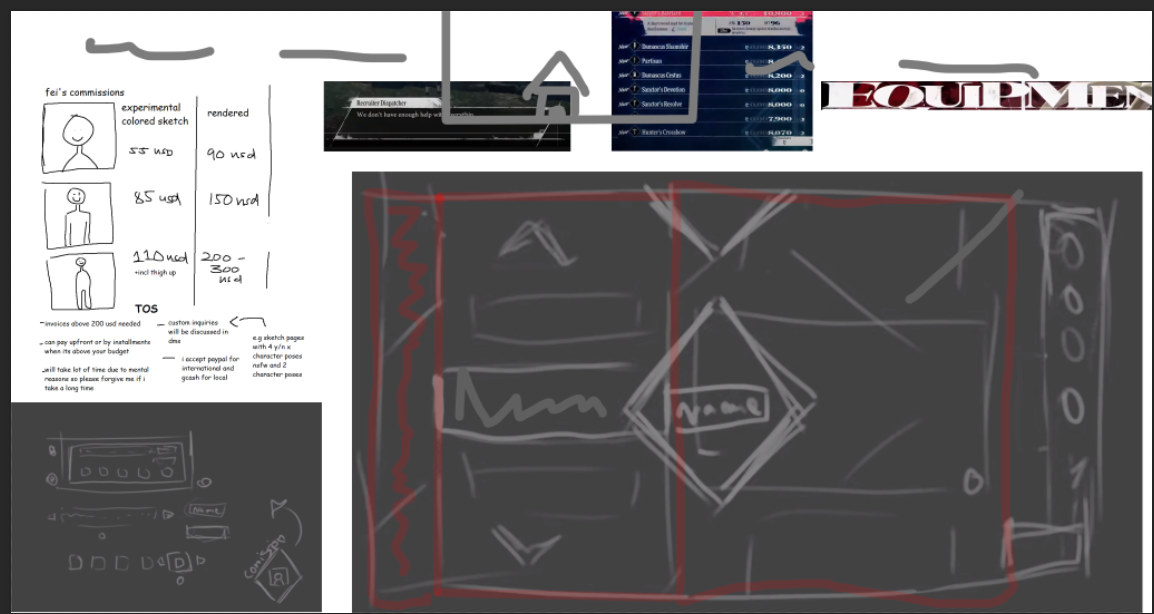 fei's commissions
experimental
colored sketch
rendered
55 USD
90 usd
85 usd
150 usd
110 usd
+incl thigh up
200 -
300
usd
TOS
-invoices above 200 usd needed
-can pay upfront or by installments
when its above your budget
-will take lot of time due to mental
reasons so please forgive me if i
take a long time
- custom inquiries
will be discussed in
dms
- i accept paypal for
international and
gcash for local
e.g sketch pages
with 4 y/n x
character poses
nsfw and 2
character poses
Recruiter Dispatcher
We don't have enough help with everythin
Damascus Shamshir
8,350
Partisan
Damascus Cestus
8,200
Sanctor's Devotion
8,000
Sanctor's Resolve
8,000
7,900
Hunter's Crossbow
8,070
EQUIPMEN
Name
Name